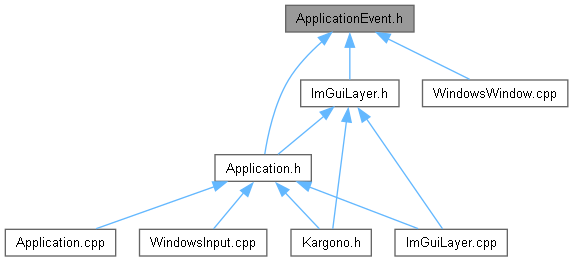 ApplicationEvent.h
ImGuiLayer.h
WindowsWindow.cpp
Application.h
Application.cpp
WindowsInput.cpp
Kargono.h
ImGuiLayer.cpp